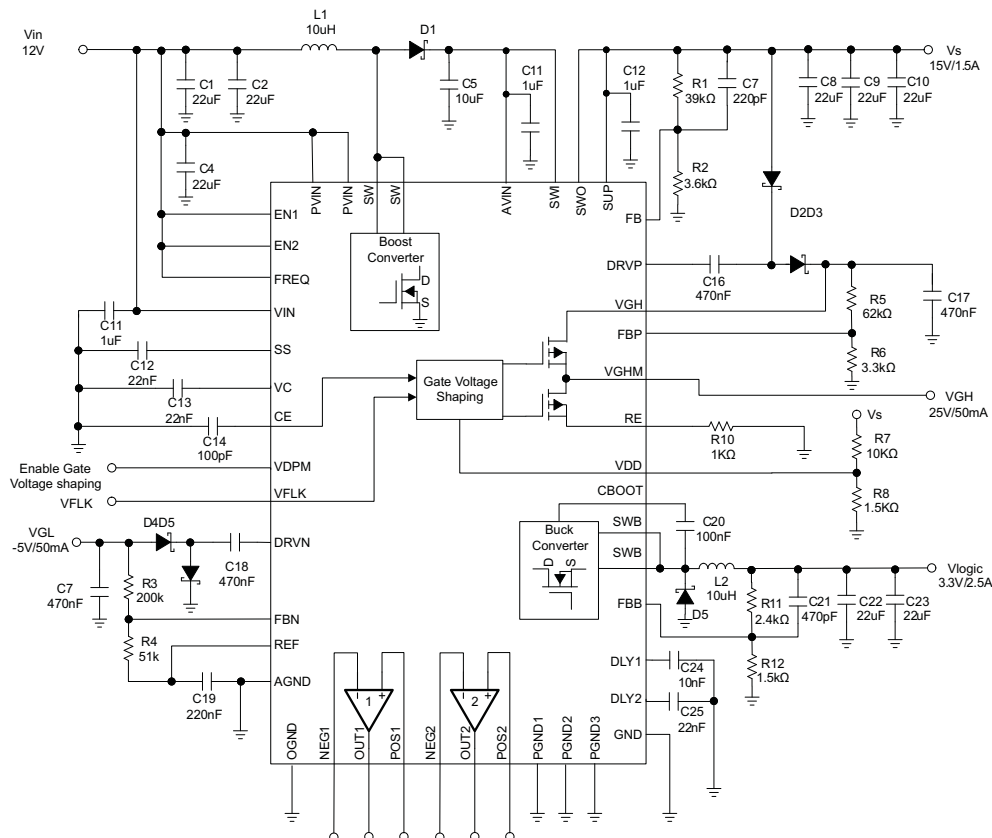 Vin
12V
L1
10uH
D1
C1
22uF
C2
22uF
C4
22uF
C5
10uF
C11
1uF
C12
1uF
R1
39kΩ
C7
220pF
C8
22uF
C9
22uF
C10
22uF
Vs
15V/1.5A
R2
3.6kΩ
D2D3
PVIN
PVIN
SW
SW
AVIN
SWI
SWO
SUP
EN1
EN2
FREQ
VIN
SS
VC
CE
VDPM
VFLK
DRVN
FBN
REF
AGND
Boost
Converter
D
S
FB
DRVP
VGH
FBP
VGHM
RE
VDD
CBOOT
SWB
SWB
FBB
DLY1
DLY2
GND
C16
470nF
R5
62kΩ
C17
470nF
R6
3.3kΩ
VGH
25V/50mA
C11
1uF
C12
22nF
C13
22nF
C14
100pF
Gate Voltage
Shaping
R10
1KΩ
Vs
R7
10KΩ
R8
1.5KΩ
Enable Gate
Voltage shaping
VFLK
VGL
-5V/50mA
D4D5
C18
470nF
C7
470nF
R3
200k
R4
51k
C19
220nF
Buck
Converter
D
S
C20
100nF
L2
10uH
D5
Vlogic
3.3V/2.5A
R11
2.4kΩ
C21
470pF
C22
22uF
C23
22uF
R12
1.5kΩ
C24
10nF
C25
22nF
1
2
OGND
NEG1
OUT1
POS1
NEG2
OUT2
POS2
PGND1
PGND2
PGND3